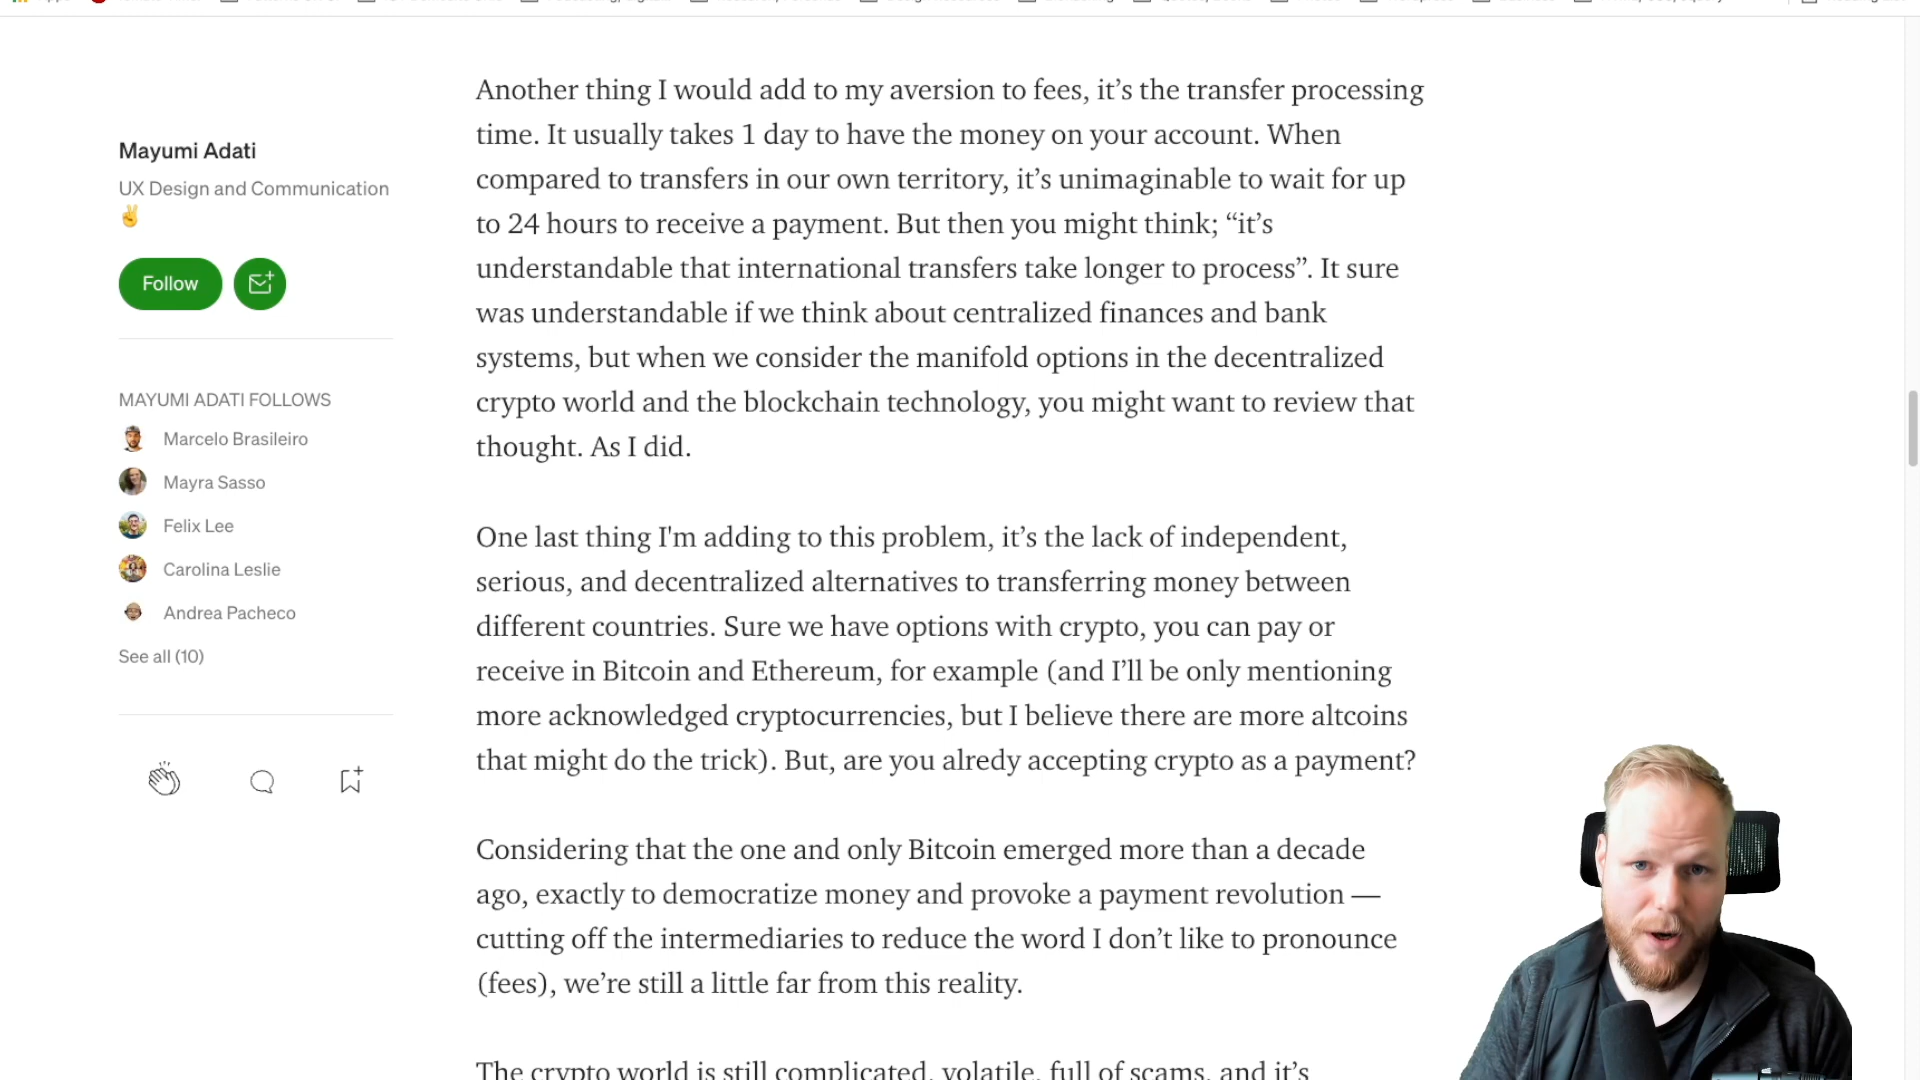 Mayumi Adati
UX Design and Communication
✌
Follow
MAYUMI ADATI FOLLOWS
Marcelo Brasileiro
Mayra Sasso
Felix Lee
Carolina Leslie
Andrea Pacheco
See all (10)
Another thing I would add to my aversion to fees, it’s the transfer processing
time. It usually takes 1 day to have the money on your account. When
compared to transfers in our own territory, it’s unimaginable to wait for up
to 24 hours to receive a payment. But then you might think; “it’s
understandable that international transfers take longer to process”. It sure
was understandable if we think about centralized finances and bank
systems, but when we consider the manifold options in the decentralized
crypto world and the blockchain technology, you might want to review that
thought. As I did.
One last thing I'm adding to this problem, it’s the lack of independent,
serious, and decentralized alternatives to transferring money between
different countries. Sure we have options with crypto, you can pay or
receive in Bitcoin and Ethereum, for example (and I’ll be only mentioning
more acknowledged cryptocurrencies, but I believe there are more altcoins
that might do the trick). But, are you alredy accepting crypto as a payment?
Considering that the one and only Bitcoin emerged more than a decade
ago, exactly to democratize money and provoke a payment revolution —
cutting off the intermediaries to reduce the word I don’t like to pronounce
(fees), we’re still a little far from this reality.
The crypto world is still complicated, volatile, full of scams, and it’s